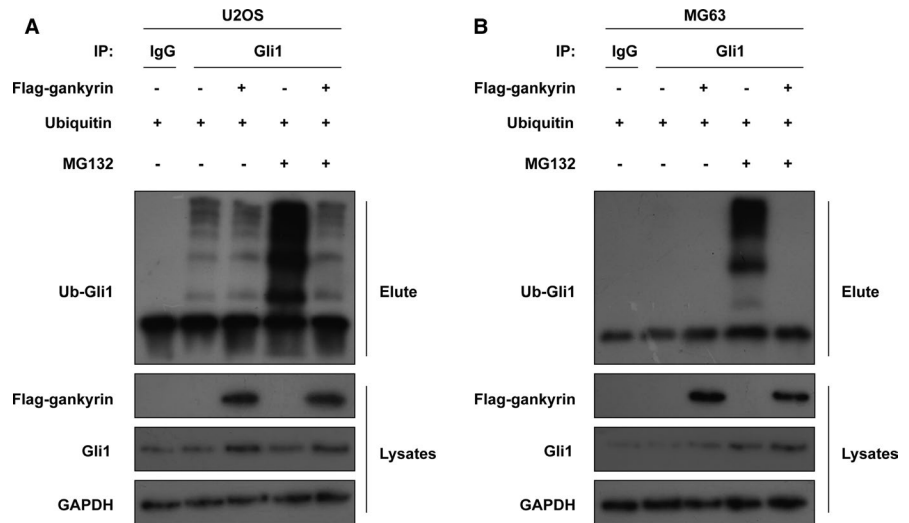 A
U2OS
IP: IgG Gli1
Flag-gankyrin - - + - +
Ubiquitin + + + + +
MG132 - - - + +
Ub-Gli1
Elute
Flag-gankyrin
Gli1
Lysates
GAPDH
B
MG63
IP: IgG Gli1
Flag-gankyrin - - + - +
Ubiquitin + + + + +
MG132 - - - + +
Ub-Gli1
Elute
Flag-gankyrin
Gli1
Lysates
GAPDH